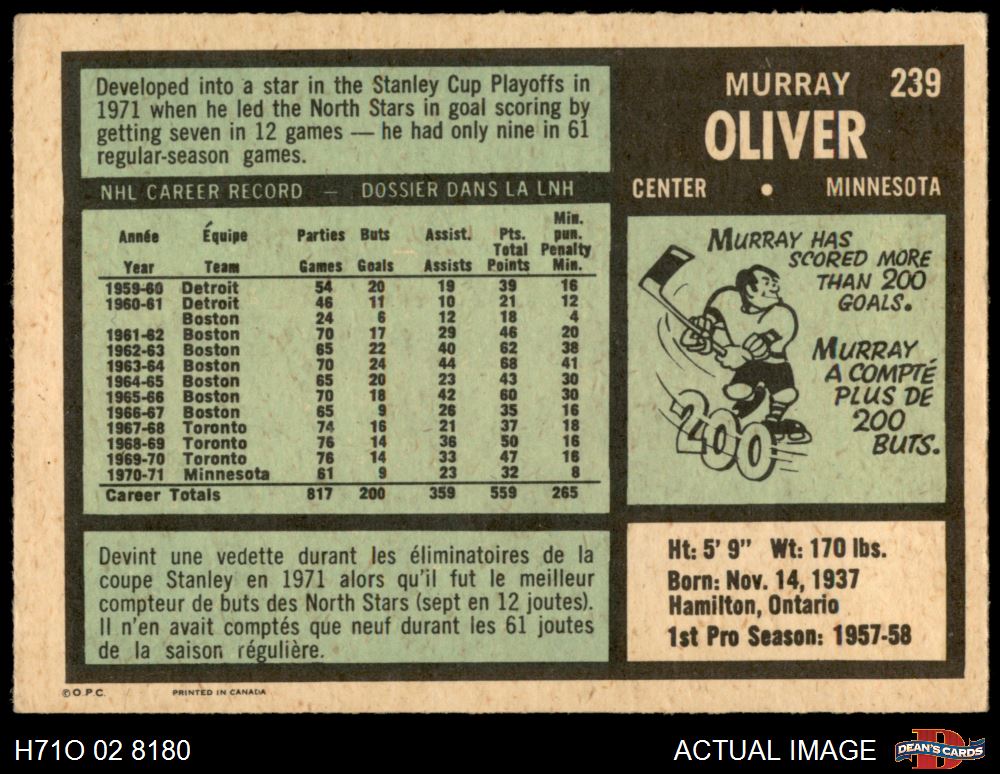 Developed into a star in the Stanley Cup Playoffs in
1971 when he led the North Stars in goal scoring by
getting seven in 12 games — he had only nine in 61
regular-season games.
NHL CAREER RECORD — DOSSIER DANS LA LNH
Année Équipe Parties Buts Assist. Pts. Total Min. pun.
Year Team Games Goals Assists Points Penalty Min.
1959-60 Detroit 54 20 19 39 16
1960-61 Detroit 46 11 10 21 12
Boston 24 6 12 18 4
1961-62 Boston 70 17 29 46 20
1962-63 Boston 65 22 40 62 38
1963-64 Boston 70 24 44 68 41
1964-65 Boston 65 20 23 43 30
1965-66 Boston 70 18 42 60 30
1966-67 Boston 65 9 26 35 16
1967-68 Toronto 74 16 21 37 18
1968-69 Toronto 76 14 36 50 16
1969-70 Toronto 76 14 33 47 16
1970-71 Minnesota 61 9 23 32 8
Career Totals 817 200 359 559 265
Devint une vedette durant les éliminatoires de la
coupe Stanley en 1971 alors qu'il fut le meilleur
compteur de buts des North Stars (sept en 12 joutes).
Il n'en avait comptés que neuf durant les 61 joutes
de la saison régulière.
MURRAY 239
OLIVER
CENTER • MINNESOTA
MURRAY HAS
SCORED MORE
THAN 200
GOALS.
MURRAY
A COMPTÉ
PLUS DE
200
BUTS.
200
Ht: 5' 9" Wt: 170 lbs.
Born: Nov. 14, 1937
Hamilton, Ontario
1st Pro Season: 1957-58
©O.P.C. PRINTED IN CANADA
H71O 02 8180 ACTUAL IMAGE D DEAN'S CARDS